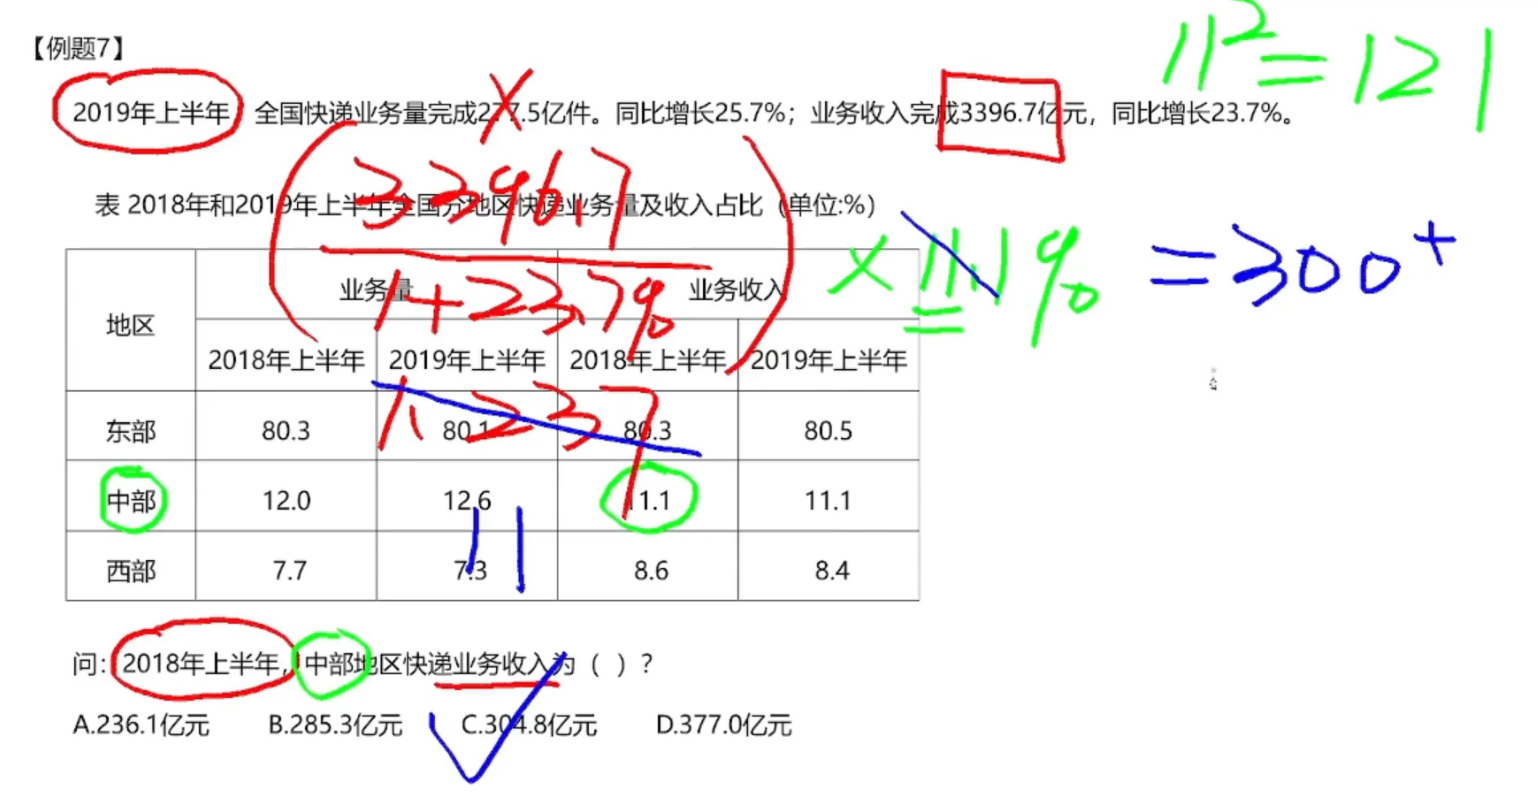 【例题7】
11²=121
2019年上半年，全国快递业务量完成277.5亿件。同比增长25.7%；业务收入完成3396.7亿元，同比增长23.7%。
×
表 2018年和2019年上半年全国分地区快递业务量及收入占比（单位:%）
(3396.7
1+23.7%) ×11.1% =300⁺
地区 业务量 业务收入
2018年上半年 2019年上半年 2018年上半年 2019年上半年
1.237
东部 80.3 80.1 80.3 80.5
中部 12.0 12.6 11.1 11.1
11
西部 7.7 7.3 8.6 8.4
问：2018年上半年，中部地区快递业务收入为（ ）？
A.236.1亿元 B.285.3亿元 C.304.8亿元 D.377.0亿元